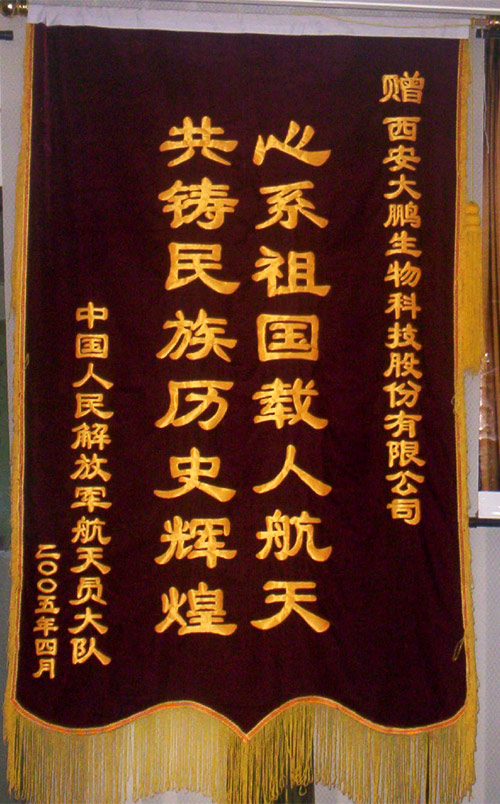 赠 西安大鹏生物科技股份有限公司
心系祖国载人航天
共铸民族历史辉煌
中国人民解放军航天员大队
二〇〇五年四月